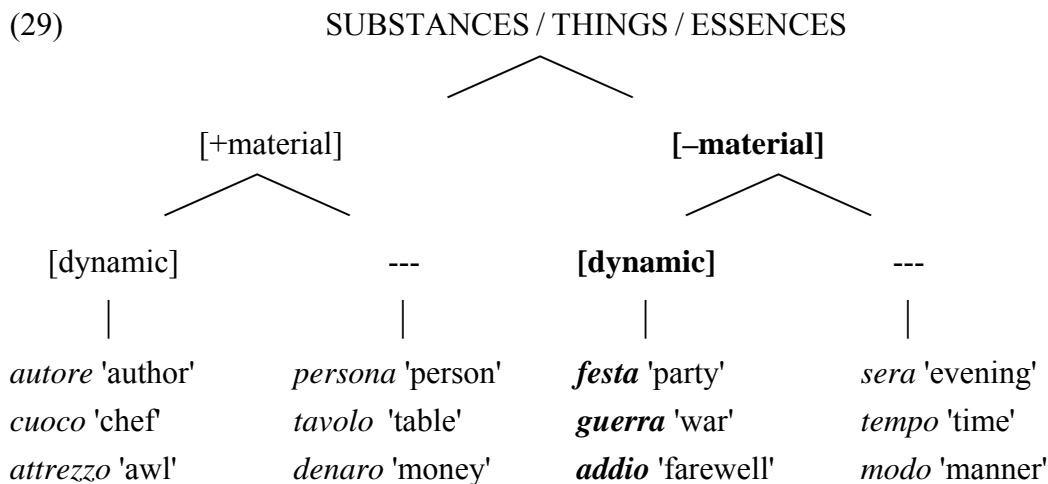 (29) SUBSTANCES / THINGS / ESSENCES
[+material] [–material]
[dynamic] --- [dynamic] ---
autore 'author' persona 'person' festa 'party' sera 'evening'
cuoco 'chef' tavolo 'table' guerra 'war' tempo 'time'
attrezzo 'awl' denaro 'money' addio 'farewell' modo 'manner'